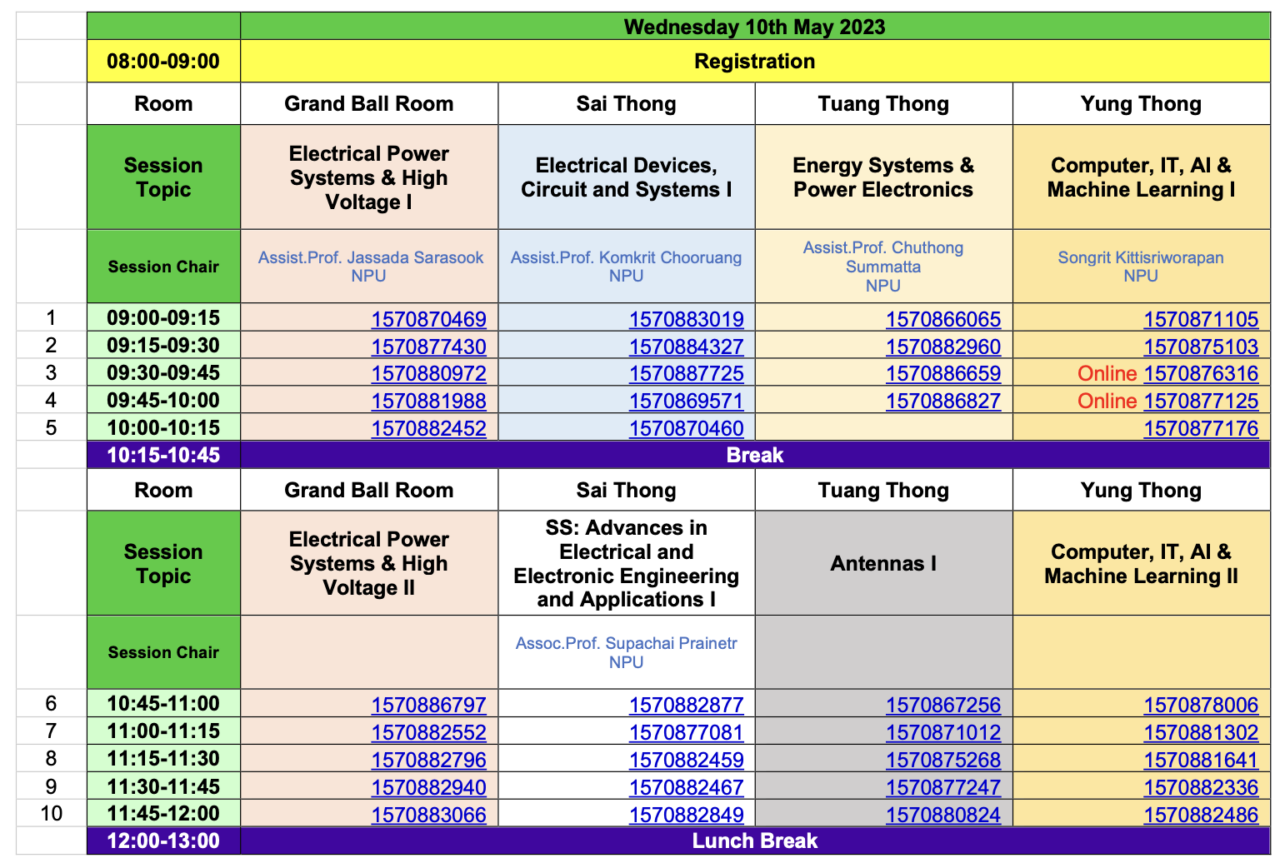 Wednesday 10th May 2023
08:00-09:00 Registration
Room Grand Ball Room Sai Thong Tuang Thong Yung Thong
Session Topic Electrical Power Systems & High Voltage I Electrical Devices, Circuit and Systems I Energy Systems & Power Electronics Computer, IT, AI & Machine Learning I
Session Chair Assist.Prof. Jassada Sarasook NPU Assist.Prof. Komkrit Chooruang NPU Assist.Prof. Chuthong Summatta NPU Songrit Kittisriworapan NPU
1 09:00-09:15 1570870469 1570883019 1570866065 1570871105
2 09:15-09:30 1570877430 1570884327 1570882960 1570875103
3 09:30-09:45 1570880972 1570887725 1570886659 Online 1570876316
4 09:45-10:00 1570881988 1570869571 1570886827 Online 1570877125
5 10:00-10:15 1570882452 1570870460 1570877176
10:15-10:45 Break
Room Grand Ball Room Sai Thong Tuang Thong Yung Thong
Session Topic Electrical Power Systems & High Voltage II SS: Advances in Electrical and Electronic Engineering and Applications I Antennas I Computer, IT, AI & Machine Learning II
Session Chair Assoc.Prof. Supachai Prainetr NPU
6 10:45-11:00 1570886797 1570882877 1570867256 1570878006
7 11:00-11:15 1570882552 1570877081 1570871012 1570881302
8 11:15-11:30 1570882796 1570882459 1570875268 1570881641
9 11:30-11:45 1570882940 1570882467 1570877247 1570882336
10 11:45-12:00 1570883066 1570882849 1570880824 1570882486
12:00-13:00 Lunch Break